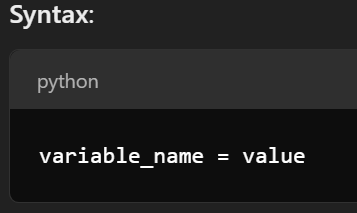 Syntax:
python
variable_name = value